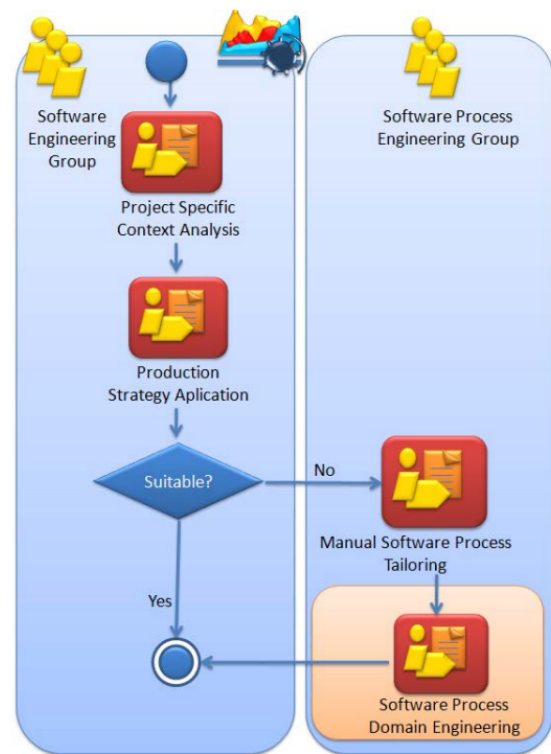 Software
Engineering
Group
Software Process
Engineering Group
Project Specific
Context Analysis
Production
Strategy Aplication
Suitable?
No
Manual Software Process
Tailoring
Yes
Software Process
Domain Engineering